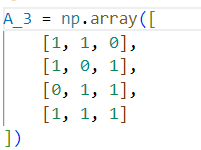 A_3 = np.array([
    [1, 1, 0],
    [1, 0, 1],
    [0, 1, 1],
    [1, 1, 1]
])